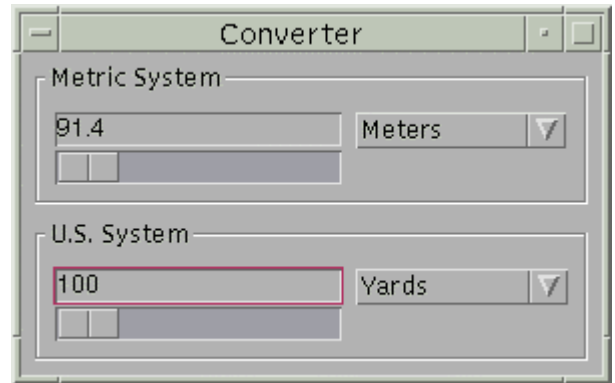 Converter
Metric System
91.4
Meters
U.S. System
100
Yards